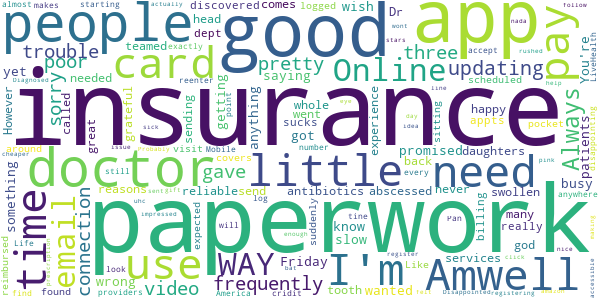 almost makes starting
discovered comes
logged wish
people good app pay
trouble card teamed head Dr actually
dept exactly three
yet poor pretty Online updating
However needed saying scheduled You're
sorry called getting reenter point anything whole experience sucks
insurance
great grateful sending went sitting happy appts pocket
Always patients LiveHealth disappointing
around sick issue visit Mobile got number
doctor little need
covers promised daughters
gave back busy
something reasons reliable send antibiotics abscessed never swollen anywhere
time email connection use
paperwork
uhc impressed will still log expected
WAY I'm Amwell
frequently Friday know slow suddenly god many really billing
reimbursed Life look wrong video tooth wanted Like services
find found providers America cridit tine
Disappointed registering
Pan register
enough bat nice accessible
cheaper every day idea line help
accept rushed wont stars nada follow
eye pink